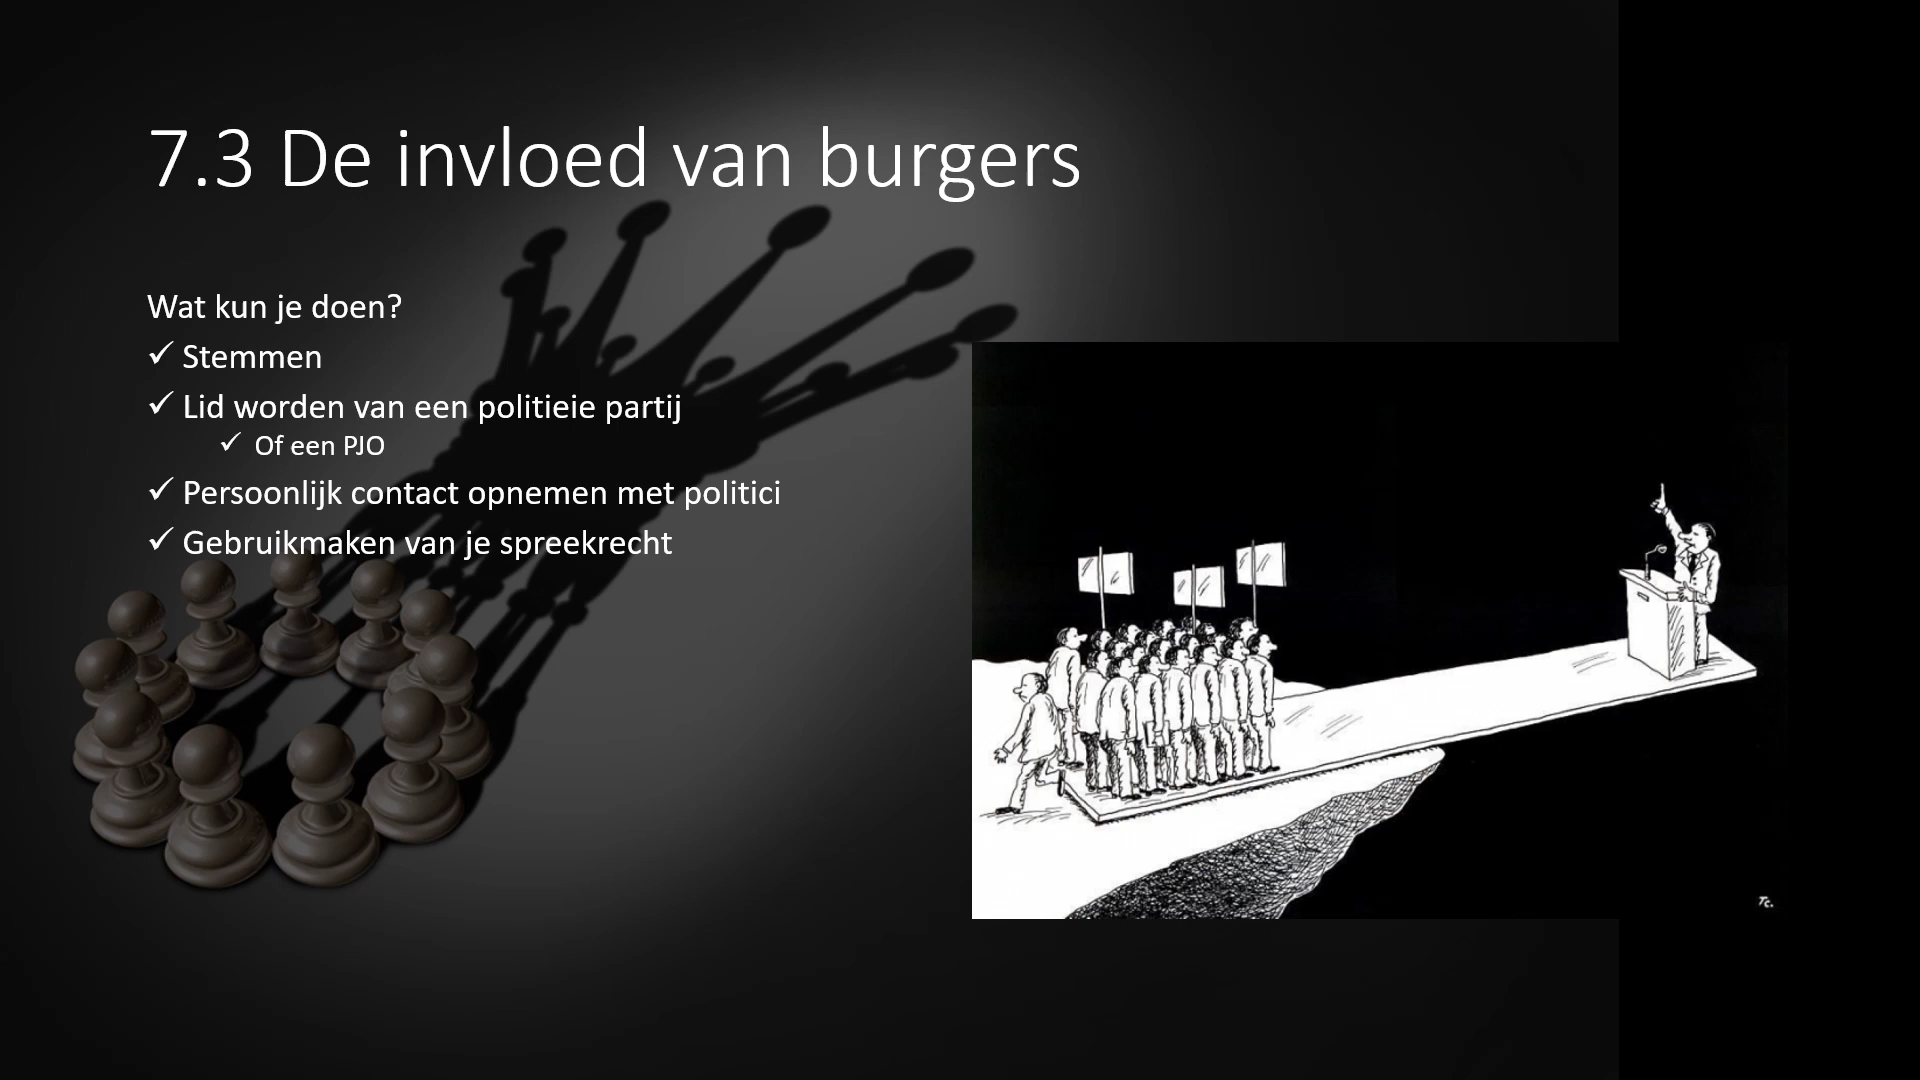 7.3 De invloed van burgers
Wat kun je doen?
✓ Stemmen
✓ Lid worden van een politieie partij
✓ Of een PJO
✓ Persoonlijk contact opnemen met politici
✓ Gebruikmaken van je spreekrecht
Tc.